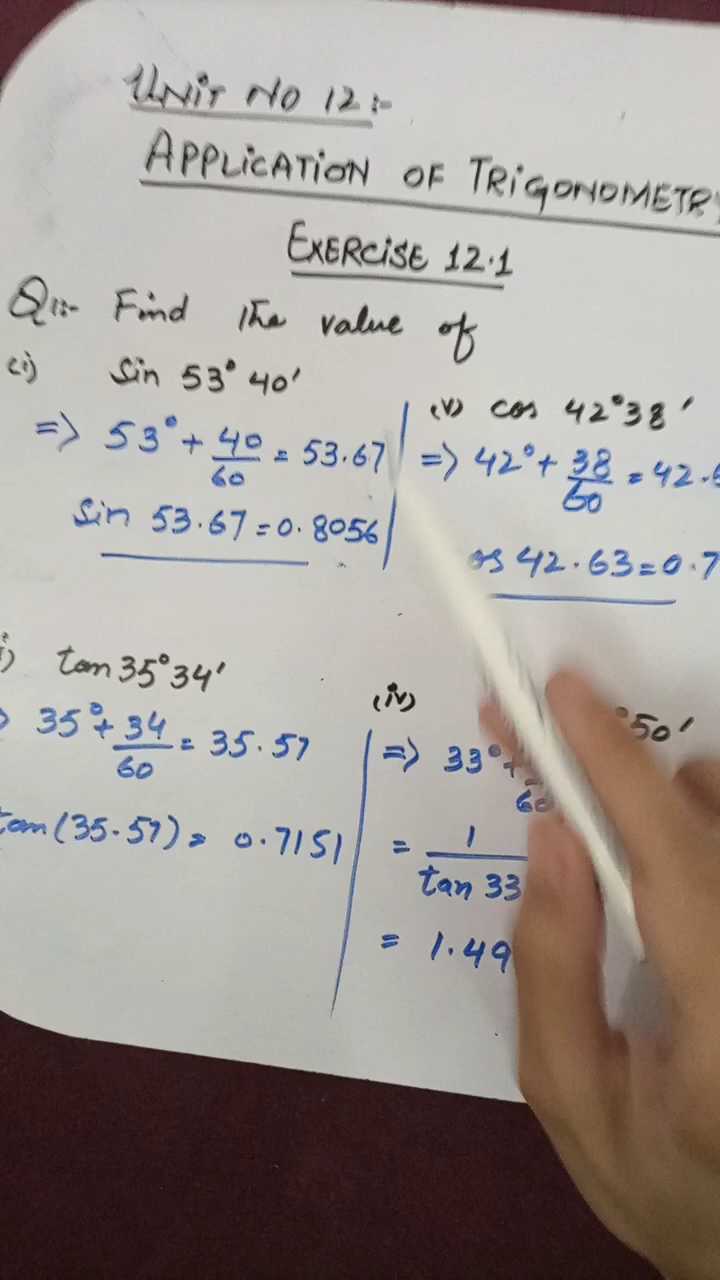 UNIT NO 12:-
APPLICATION OF TRIGONOMETRY
EXERCISE 12.1
Q1:- Find the value of
(i) Sin 53° 40'
=> 53° + 40/60 = 53.67
Sin 53.67 = 0.8056
(v) cos 42°38'
=> 42° + 38/60 = 42.6
os 42.63 = 0.7
i) tan 35°34'
35° + 34/60 = 35.57
tan (35.57) = 0.7151
(iv) °50'
=> 33° + 60
= 1/tan 33
= 1.49